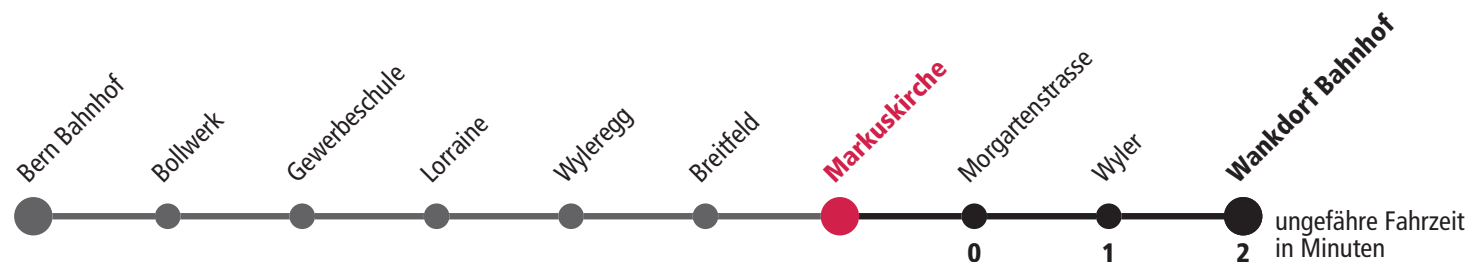 Bern Bahnhof
Bollwerk
Gewerbeschule
Lorraine
Wyleregg
Breitfeld
Markuskirche
Morgartenstrasse
Wyler
Wankdorf Bahnhof
0
1
2
ungefähre Fahrzeit
in Minuten